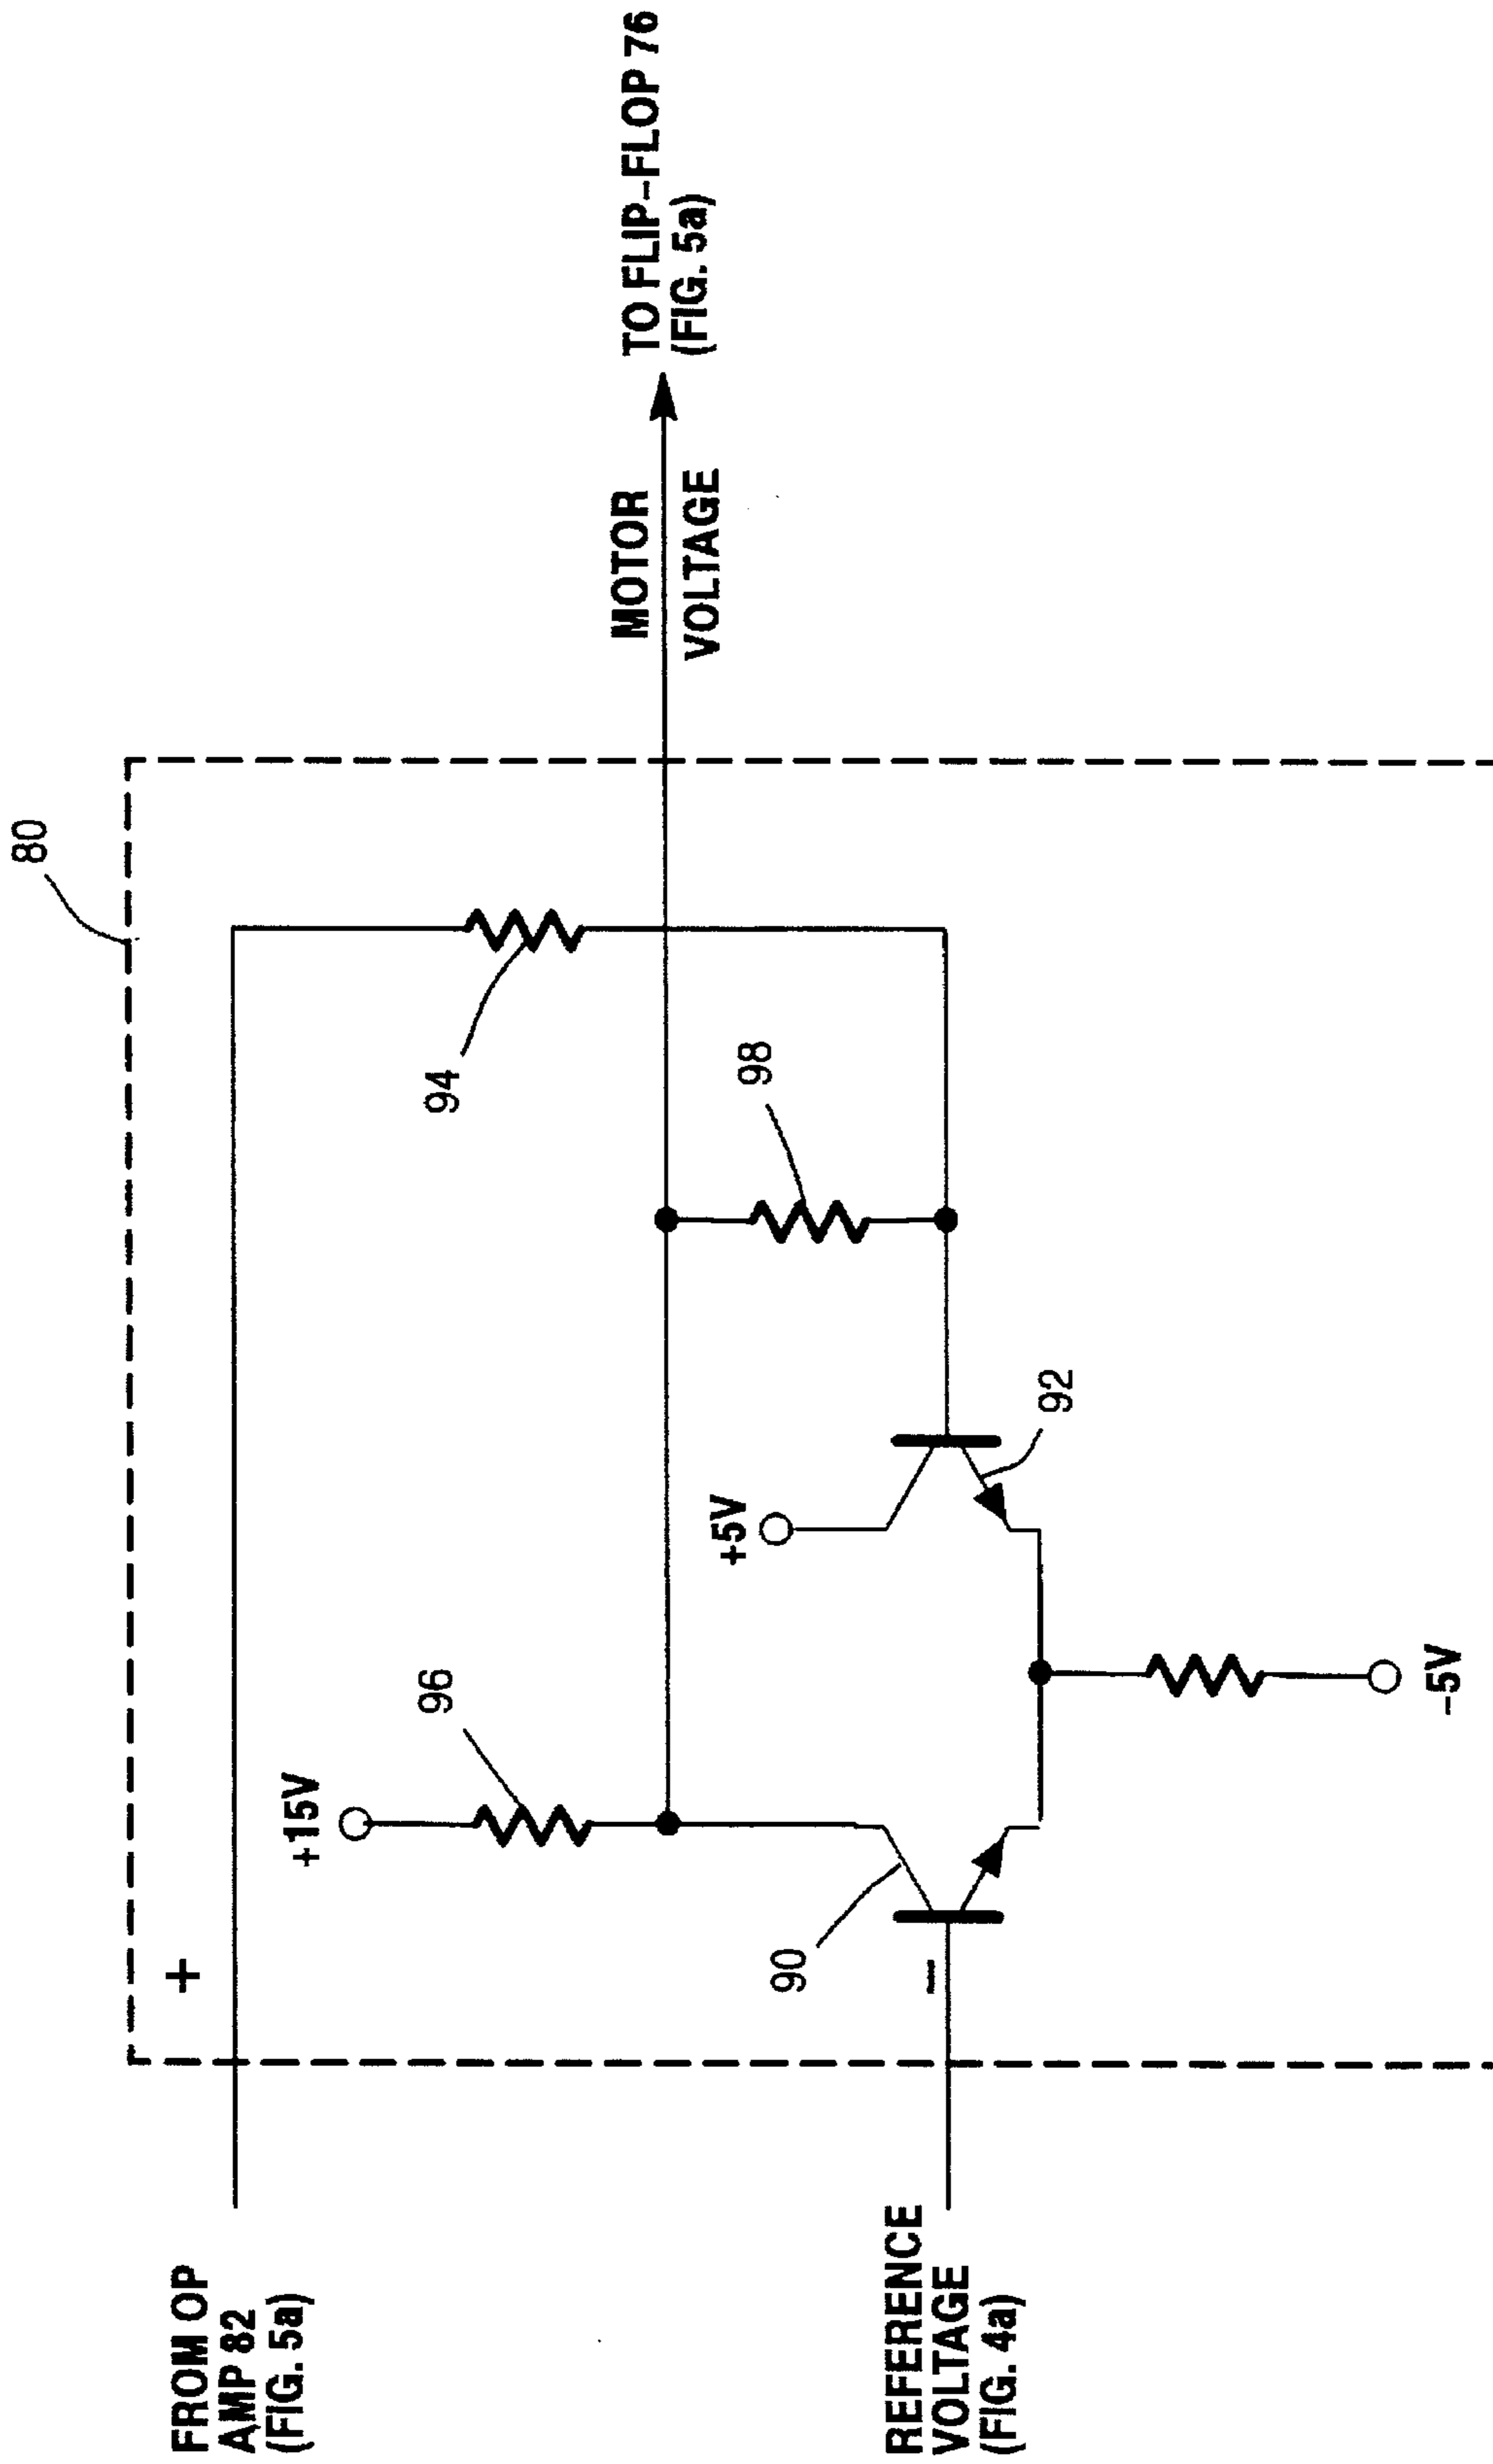 80
FROM OP
AMP 82
(FIG. 5a)
+
+15V
96
94
MOTOR
VOLTAGE
TO FLIP-FLOP 76
(FIG. 5a)
98
+5V
90
92
REFERENCE
VOLTAGE
(FIG. 4a)
−
-5V